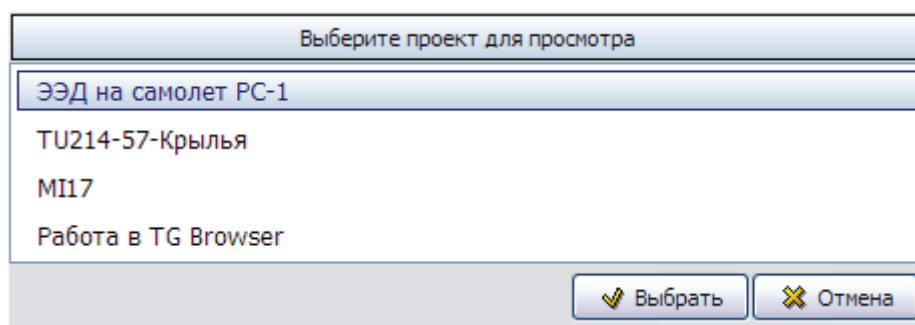 Выберите проект для просмотра
ЭЭД на самолет РС-1
TU214-57-Крылья
MI17
Работа в TG Browser
Выбрать
Отмена